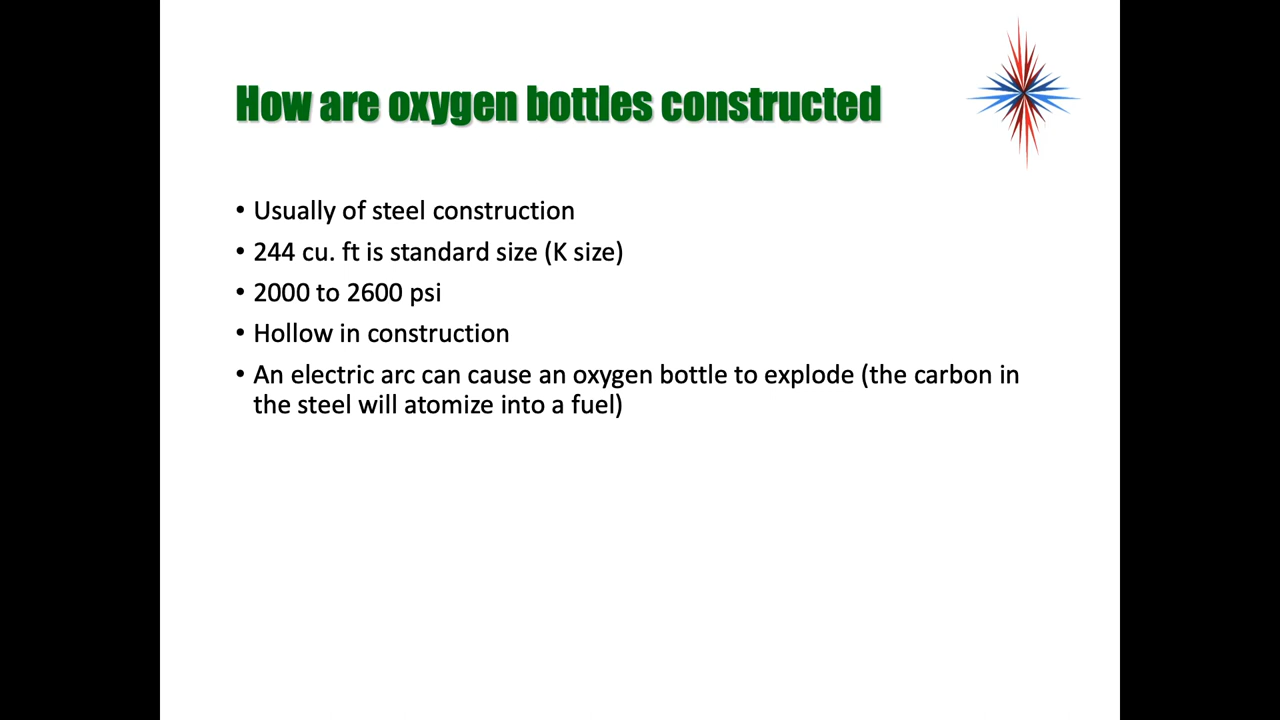 How are oxygen bottles constructed
• Usually of steel construction
• 244 cu. ft is standard size (K size)
• 2000 to 2600 psi
• Hollow in construction
• An electric arc can cause an oxygen bottle to explode (the carbon in
the steel will atomize into a fuel)